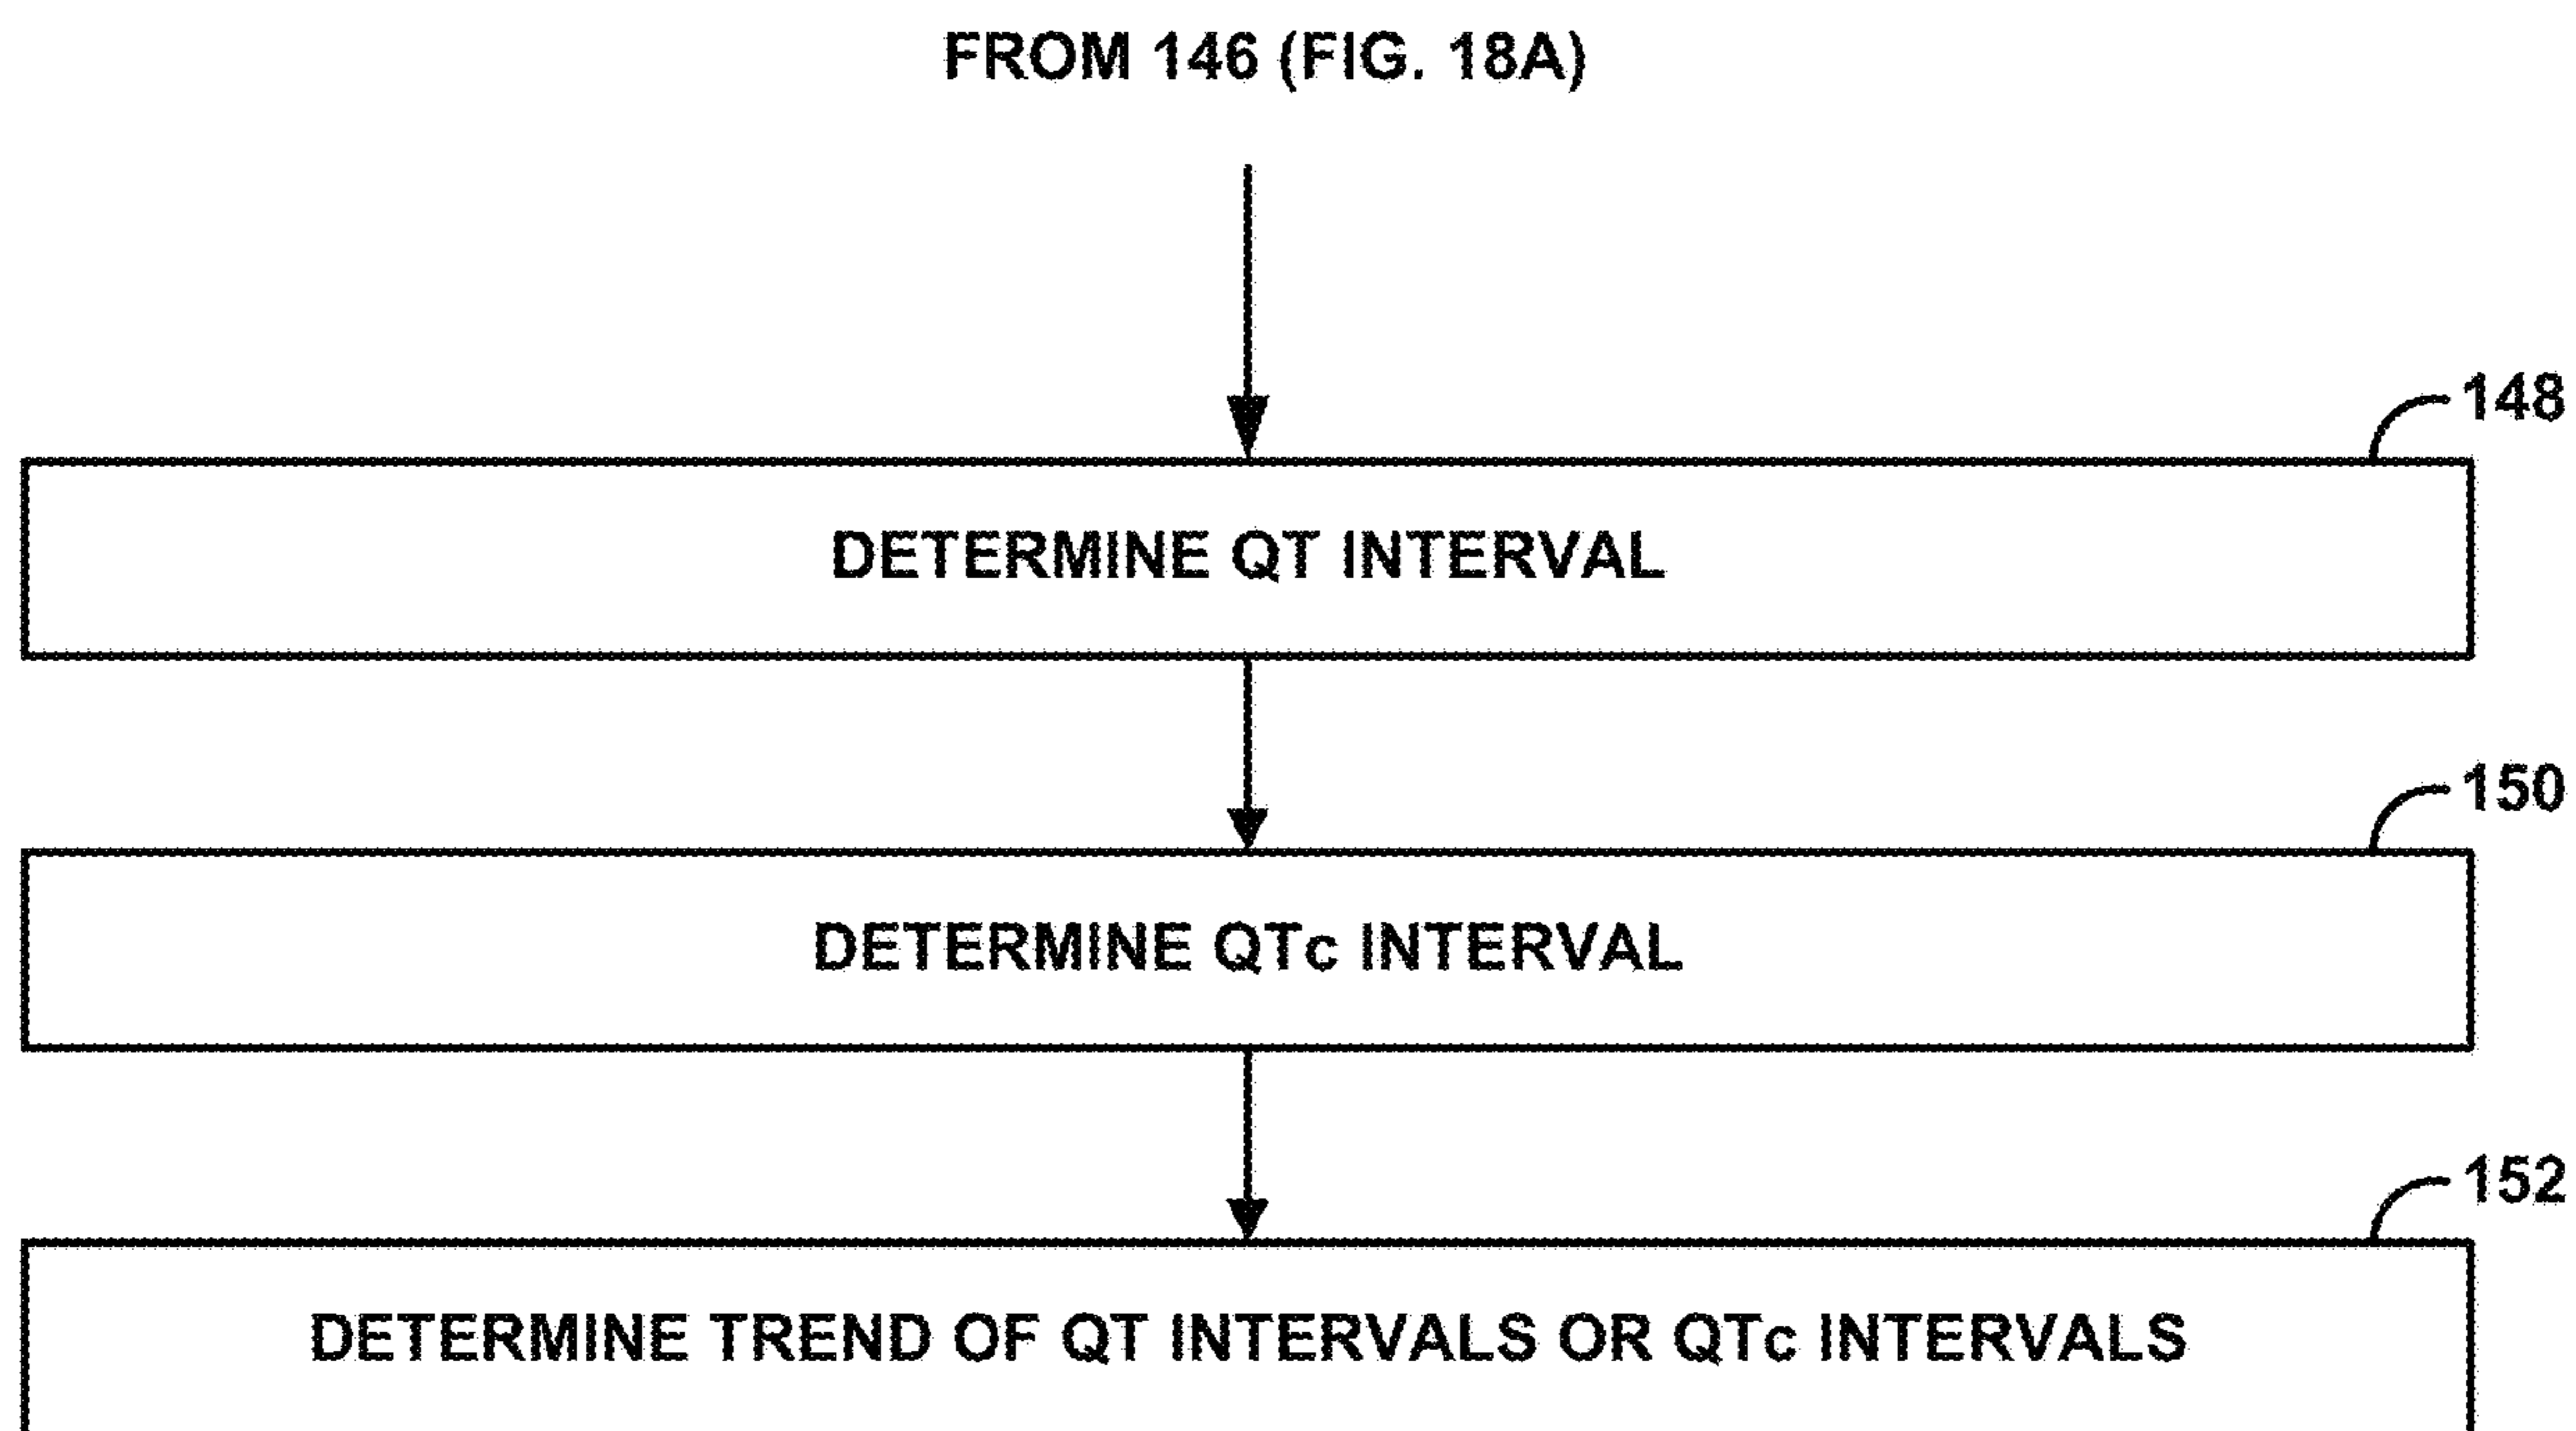 FROM 146 (FIG. 18A)
148
DETERMINE QT INTERVAL
150
DETERMINE QTc INTERVAL
152
DETERMINE TREND OF QT INTERVALS OR QTc INTERVALS